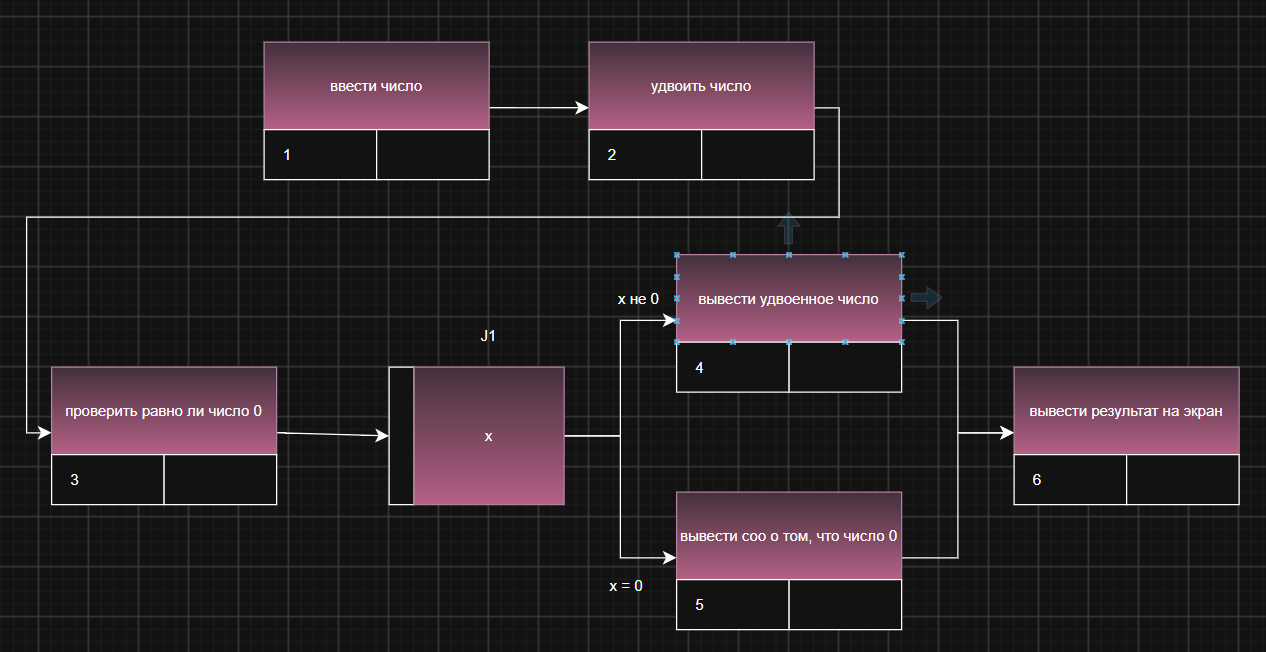 ввести число
удвоить число
1
2
x не 0
вывести удвоенное число
J1
4
проверить равно ли число 0
x
вывести результат на экран
3
6
вывести соо о том, что число 0
x = 0
5